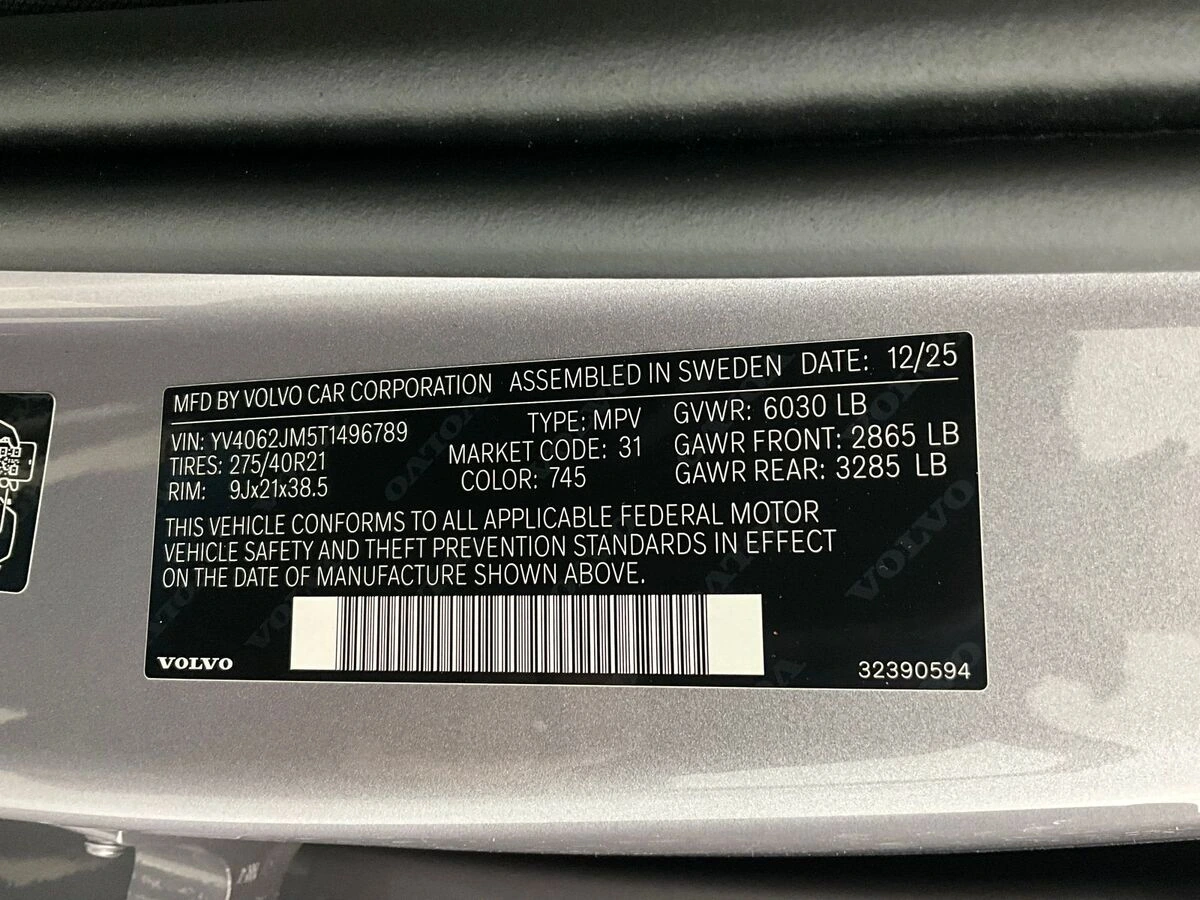 MFD BY VOLVO CAR CORPORATION ASSEMBLED IN SWEDEN DATE: 12/25
VIN: YV4062JM5T1496789
TIRES: 275/40R21
RIM: 9Jx21x38.5
TYPE: MPV
MARKET CODE: 31
COLOR: 745
GVWR: 6030 LB
GAWR FRONT: 2865 LB
GAWR REAR: 3285 LB
THIS VEHICLE CONFORMS TO ALL APPLICABLE FEDERAL MOTOR
VEHICLE SAFETY AND THEFT PREVENTION STANDARDS IN EFFECT
ON THE DATE OF MANUFACTURE SHOWN ABOVE.
VOLVO
32390594